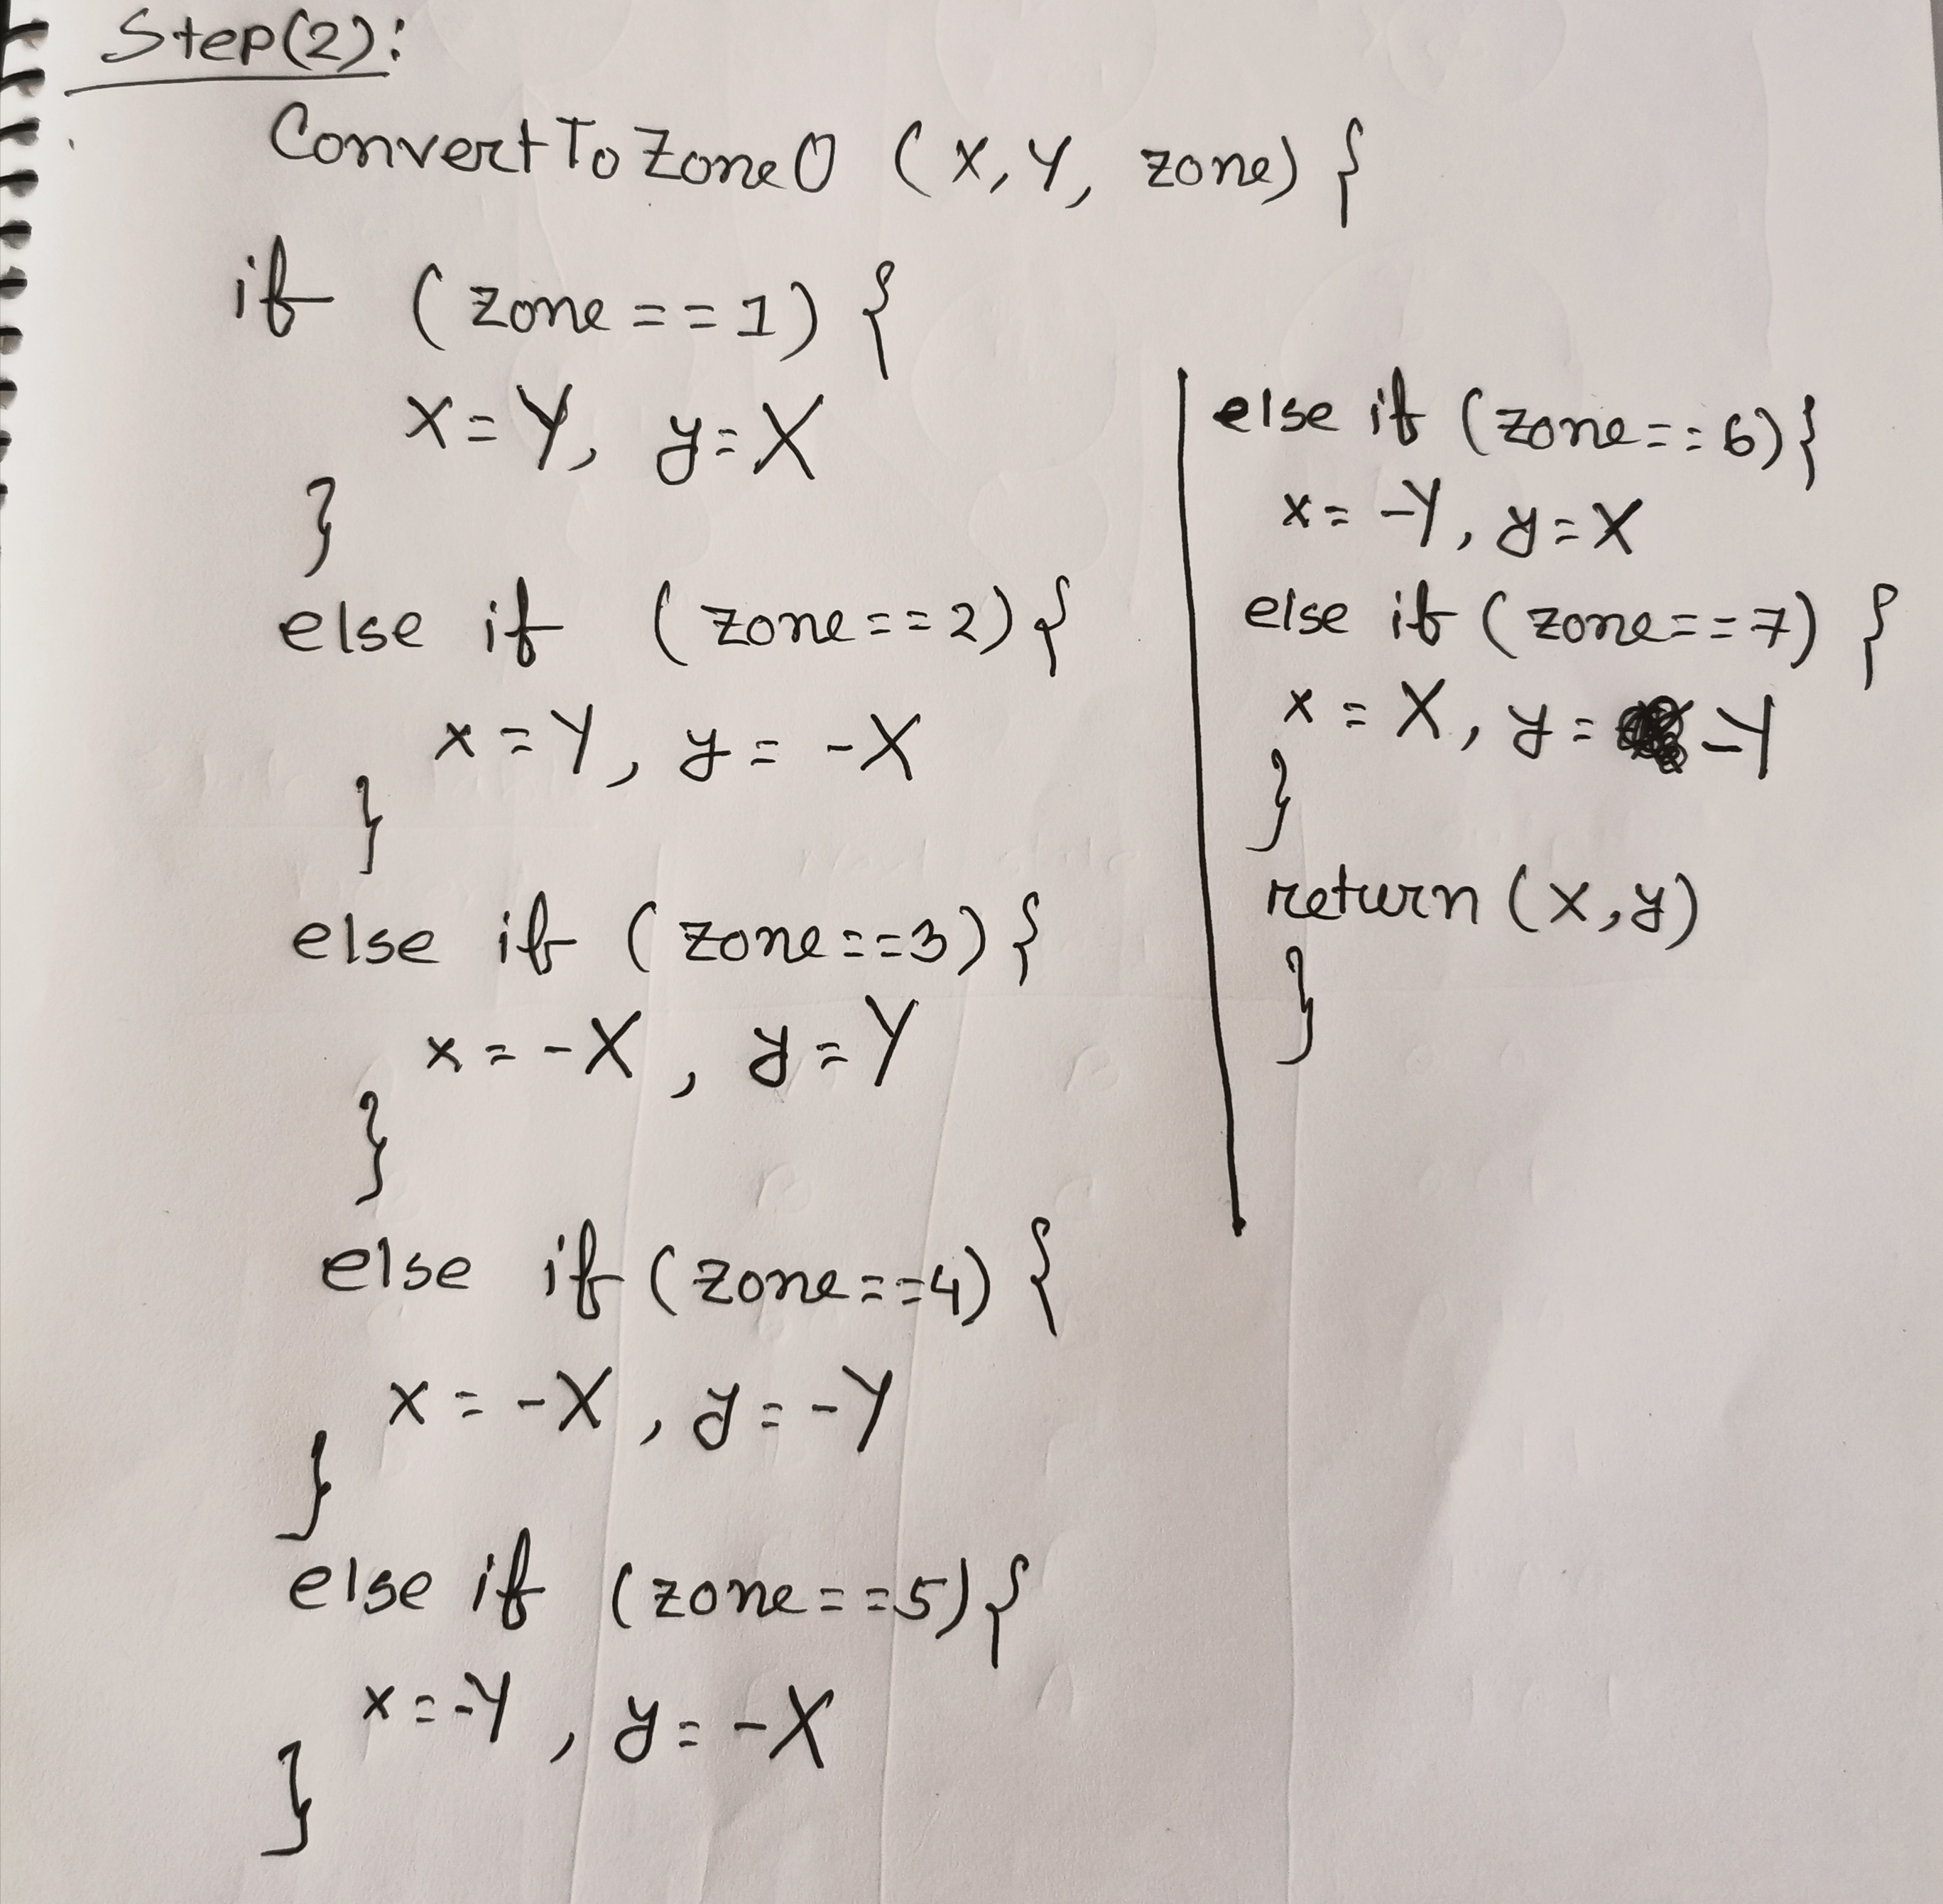 Step(2):
ConvertToZone0 (X,Y, zone) {
if (zone==1) {
x=Y, y=X
}
else if (zone==2) {
x=Y, y=-X
}
else if (zone==3) {
x=-X, y=Y
}
else if (zone==4) {
x=-X, y=-Y
}
else if (zone==5) {
x=-Y, y=-X
}
else if (zone==6) {
x=-Y, y=X
else if (zone==7) {
x=X, y=-Y
}
return (x,y)
}